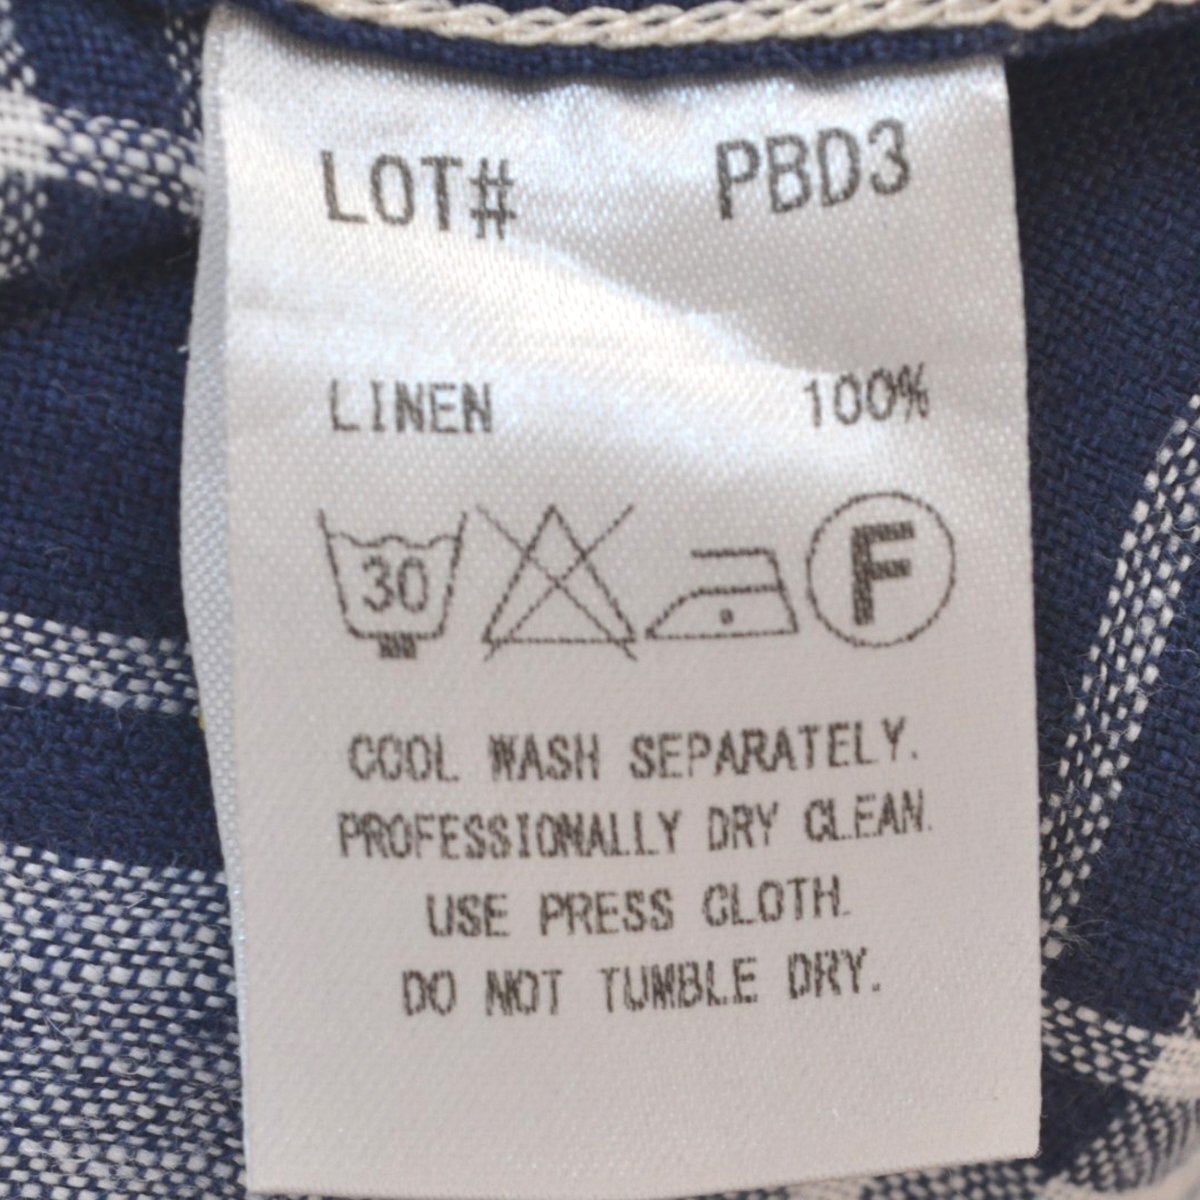 LOT# PBD3
LINEN 100%
30 F
COOL WASH SEPARATELY.
PROFESSIONALLY DRY CLEAN.
USE PRESS CLOTH.
DO NOT TUMBLE DRY.